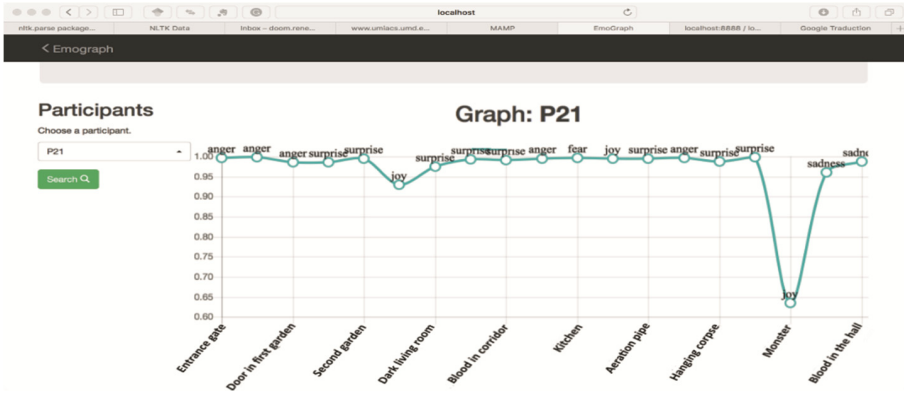 localhost
nltk.parse package... NLTK Data Inbox – doom.rene... www.umiacs.umd.e... MAMP EmoGraph localhost:8888 / lo... Google Traduction
< Emograph
Participants
Graph: P21
Choose a participant.
P21
Search
anger anger anger surprise surprise joy surprise surprise surprise anger fear joy surprise anger surprise surprise joy sadness sadn
1.00
0.95
0.90
0.85
0.80
0.75
0.70
0.65
0.60
Entrance gate
Door in first garden
Second garden
Dark living room
Blood in corridor
Kitchen
Aeration pipe
Hanging corpse
Monster
Blood in the hall